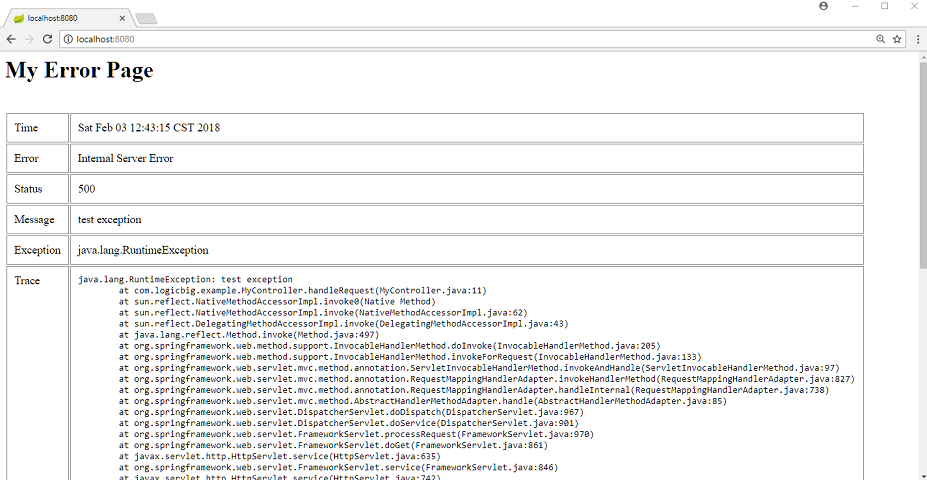 localhost:8080
localhost:8080
My Error Page
Time Sat Feb 03 12:43:15 CST 2018
Error Internal Server Error
Status 500
Message test exception
Exception java.lang.RuntimeException
Trace java.lang.RuntimeException: test exception
at com.logicbig.example.MyController.handleRequest(MyController.java:11)
at sun.reflect.NativeMethodAccessorImpl.invoke0(Native Method)
at sun.reflect.NativeMethodAccessorImpl.invoke(NativeMethodAccessorImpl.java:62)
at sun.reflect.DelegatingMethodAccessorImpl.invoke(DelegatingMethodAccessorImpl.java:43)
at java.lang.reflect.Method.invoke(Method.java:497)
at org.springframework.web.method.support.InvocableHandlerMethod.doInvoke(InvocableHandlerMethod.java:205)
at org.springframework.web.method.support.InvocableHandlerMethod.invokeForRequest(InvocableHandlerMethod.java:133)
at org.springframework.web.servlet.mvc.method.annotation.ServletInvocableHandlerMethod.invokeAndHandle(ServletInvocableHandlerMethod.java:97)
at org.springframework.web.servlet.mvc.method.annotation.RequestMappingHandlerAdapter.invokeHandlerMethod(RequestMappingHandlerAdapter.java:827)
at org.springframework.web.servlet.mvc.method.annotation.RequestMappingHandlerAdapter.handleInternal(RequestMappingHandlerAdapter.java:738)
at org.springframework.web.servlet.mvc.method.AbstractHandlerMethodAdapter.handle(AbstractHandlerMethodAdapter.java:85)
at org.springframework.web.servlet.DispatcherServlet.doDispatch(DispatcherServlet.java:967)
at org.springframework.web.servlet.DispatcherServlet.doService(DispatcherServlet.java:901)
at org.springframework.web.servlet.FrameworkServlet.processRequest(FrameworkServlet.java:970)
at org.springframework.web.servlet.FrameworkServlet.doGet(FrameworkServlet.java:861)
at javax.servlet.http.HttpServlet.service(HttpServlet.java:635)
at org.springframework.web.servlet.FrameworkServlet.service(FrameworkServlet.java:846)
at javax.servlet.http.HttpServlet.service(HttpServlet.java:742)